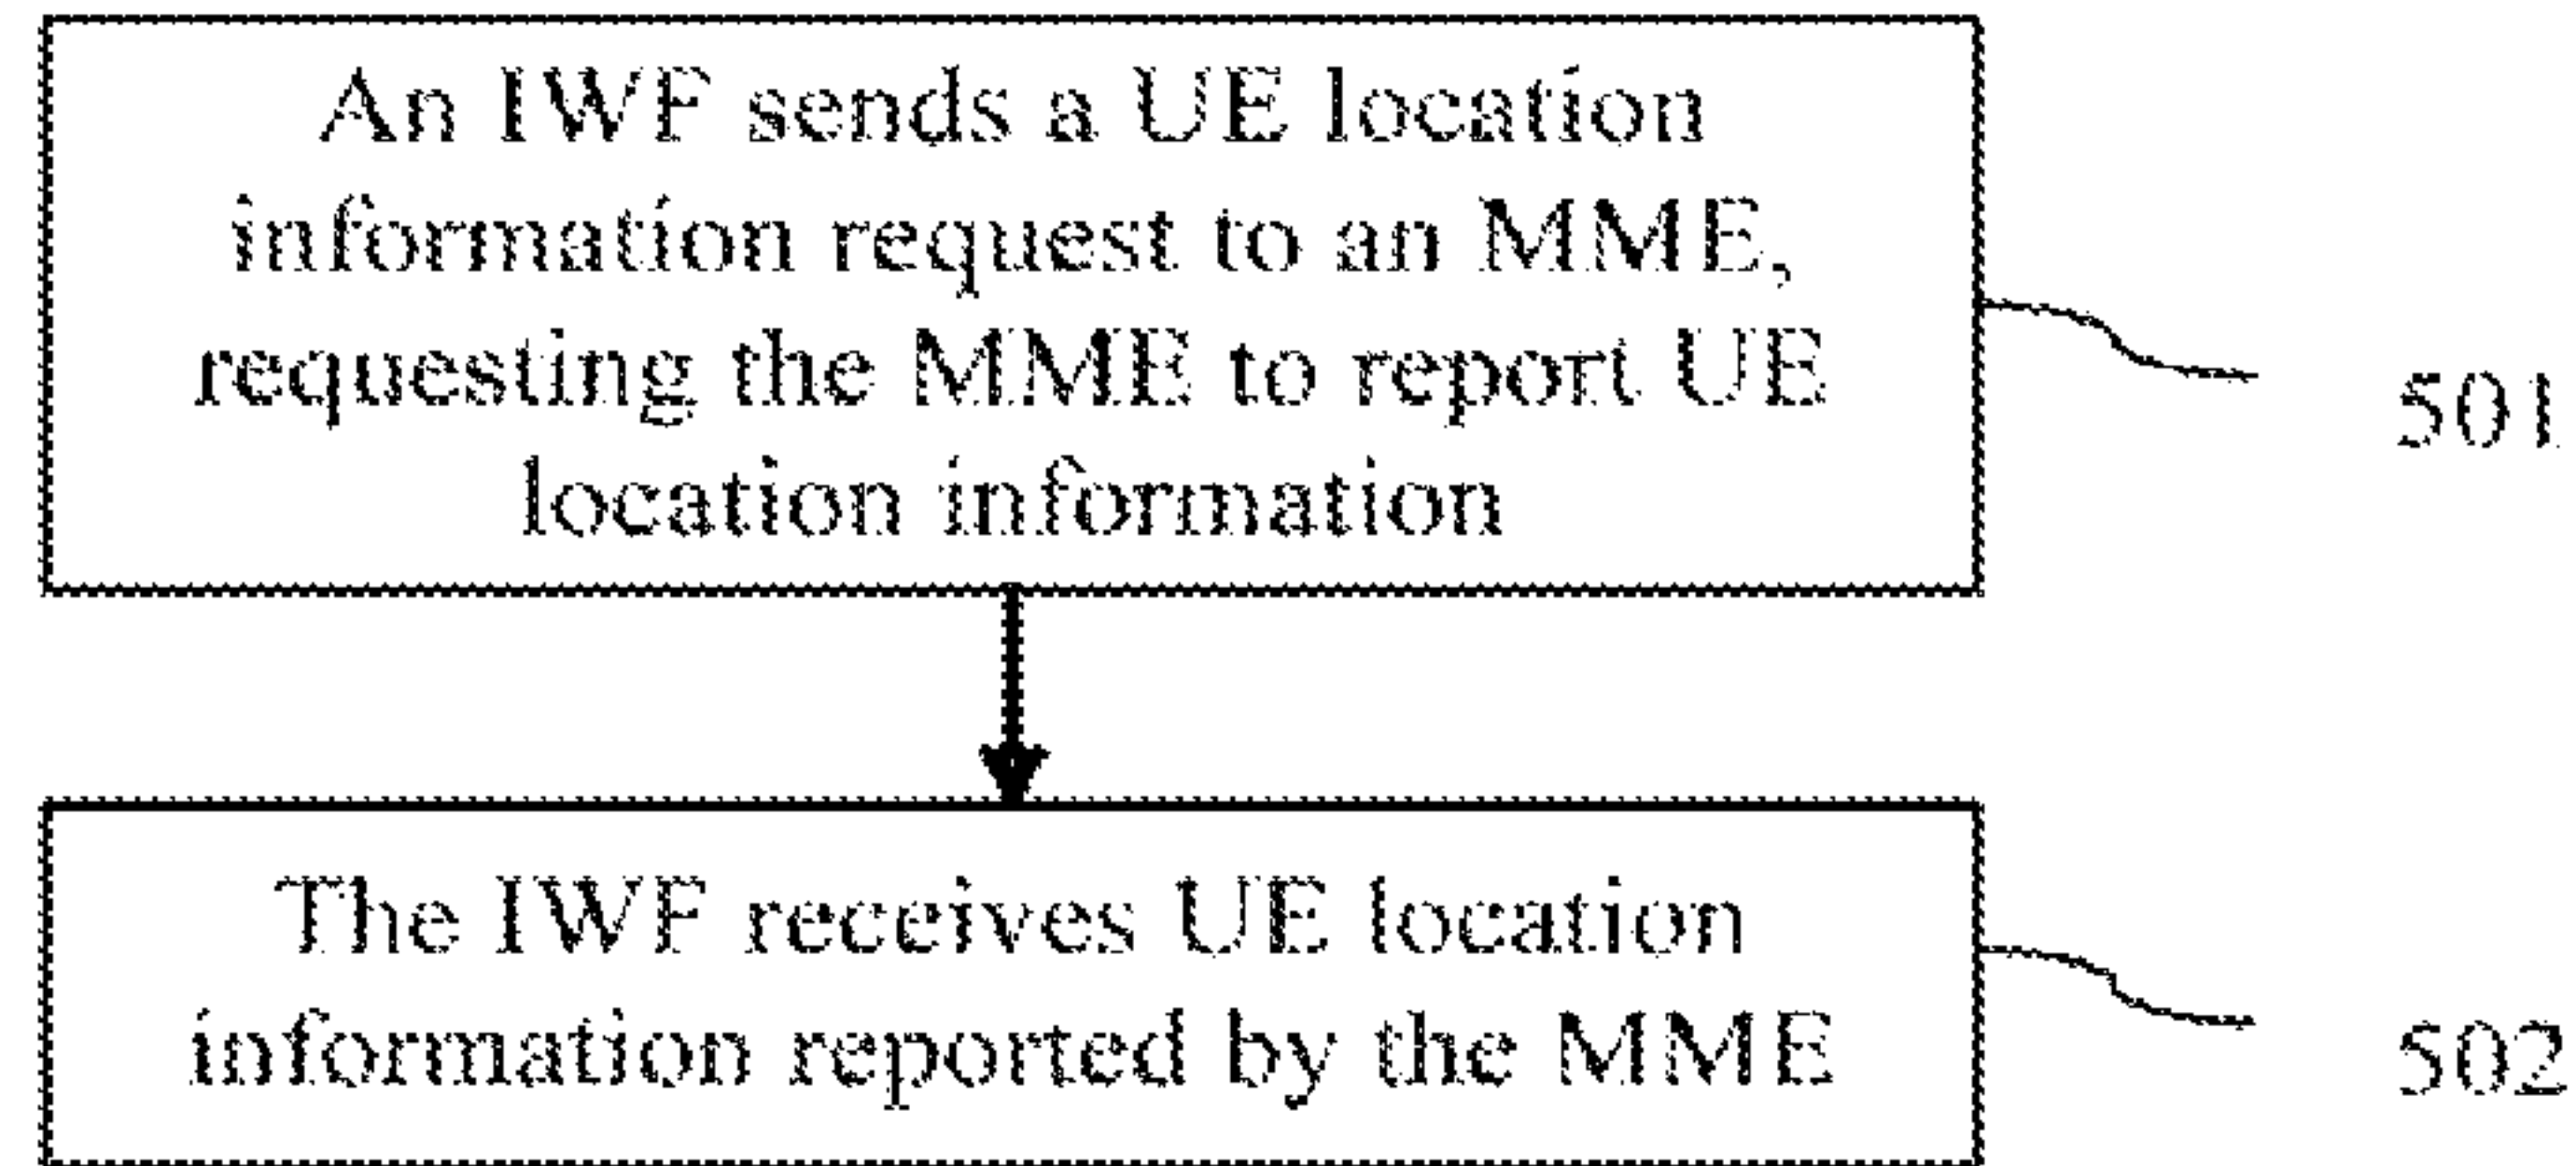 An IWF sends a UE location
information request to an MME,
requesting the MME to report UE
location information
501
The IWF receives UE location
information reported by the MME
502